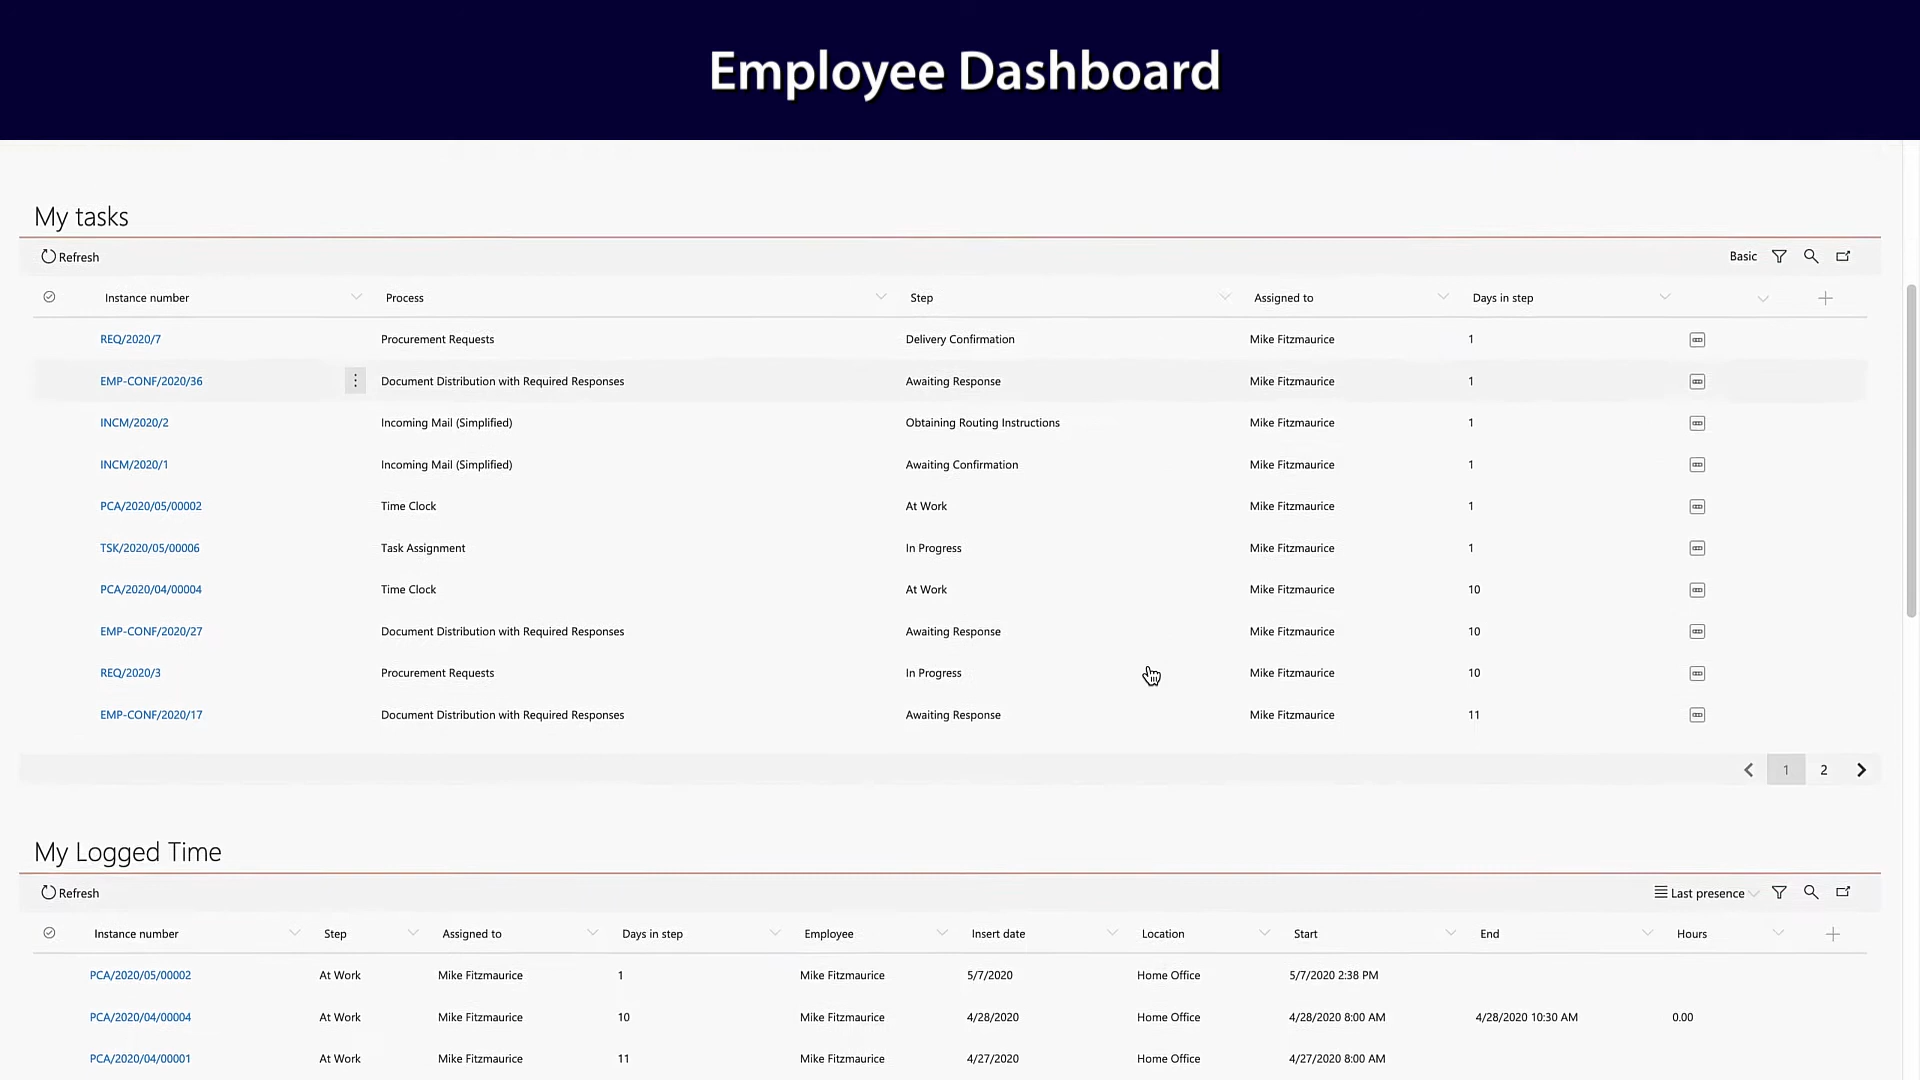 Employee Dashboard
My tasks
Refresh Basic
Instance number Process Step Assigned to Days in step
REQ/2020/7 Procurement Requests Delivery Confirmation Mike Fitzmaurice 1
EMP-CONF/2020/36 Document Distribution with Required Responses Awaiting Response Mike Fitzmaurice 1
INCM/2020/2 Incoming Mail (Simplified) Obtaining Routing Instructions Mike Fitzmaurice 1
INCM/2020/1 Incoming Mail (Simplified) Awaiting Confirmation Mike Fitzmaurice 1
PCA/2020/05/00002 Time Clock At Work Mike Fitzmaurice 1
TSK/2020/05/00006 Task Assignment In Progress Mike Fitzmaurice 1
PCA/2020/04/00004 Time Clock At Work Mike Fitzmaurice 10
EMP-CONF/2020/27 Document Distribution with Required Responses Awaiting Response Mike Fitzmaurice 10
REQ/2020/3 Procurement Requests In Progress Mike Fitzmaurice 10
EMP-CONF/2020/17 Document Distribution with Required Responses Awaiting Response Mike Fitzmaurice 11
1 2
My Logged Time
Refresh Last presence
Instance number Step Assigned to Days in step Employee Insert date Location Start End Hours
PCA/2020/05/00002 At Work Mike Fitzmaurice 1 Mike Fitzmaurice 5/7/2020 Home Office 5/7/2020 2:38 PM
PCA/2020/04/00004 At Work Mike Fitzmaurice 10 Mike Fitzmaurice 4/28/2020 Home Office 4/28/2020 8:00 AM 4/28/2020 10:30 AM 0.00
PCA/2020/04/00001 At Work Mike Fitzmaurice 11 Mike Fitzmaurice 4/27/2020 Home Office 4/27/2020 8:00 AM